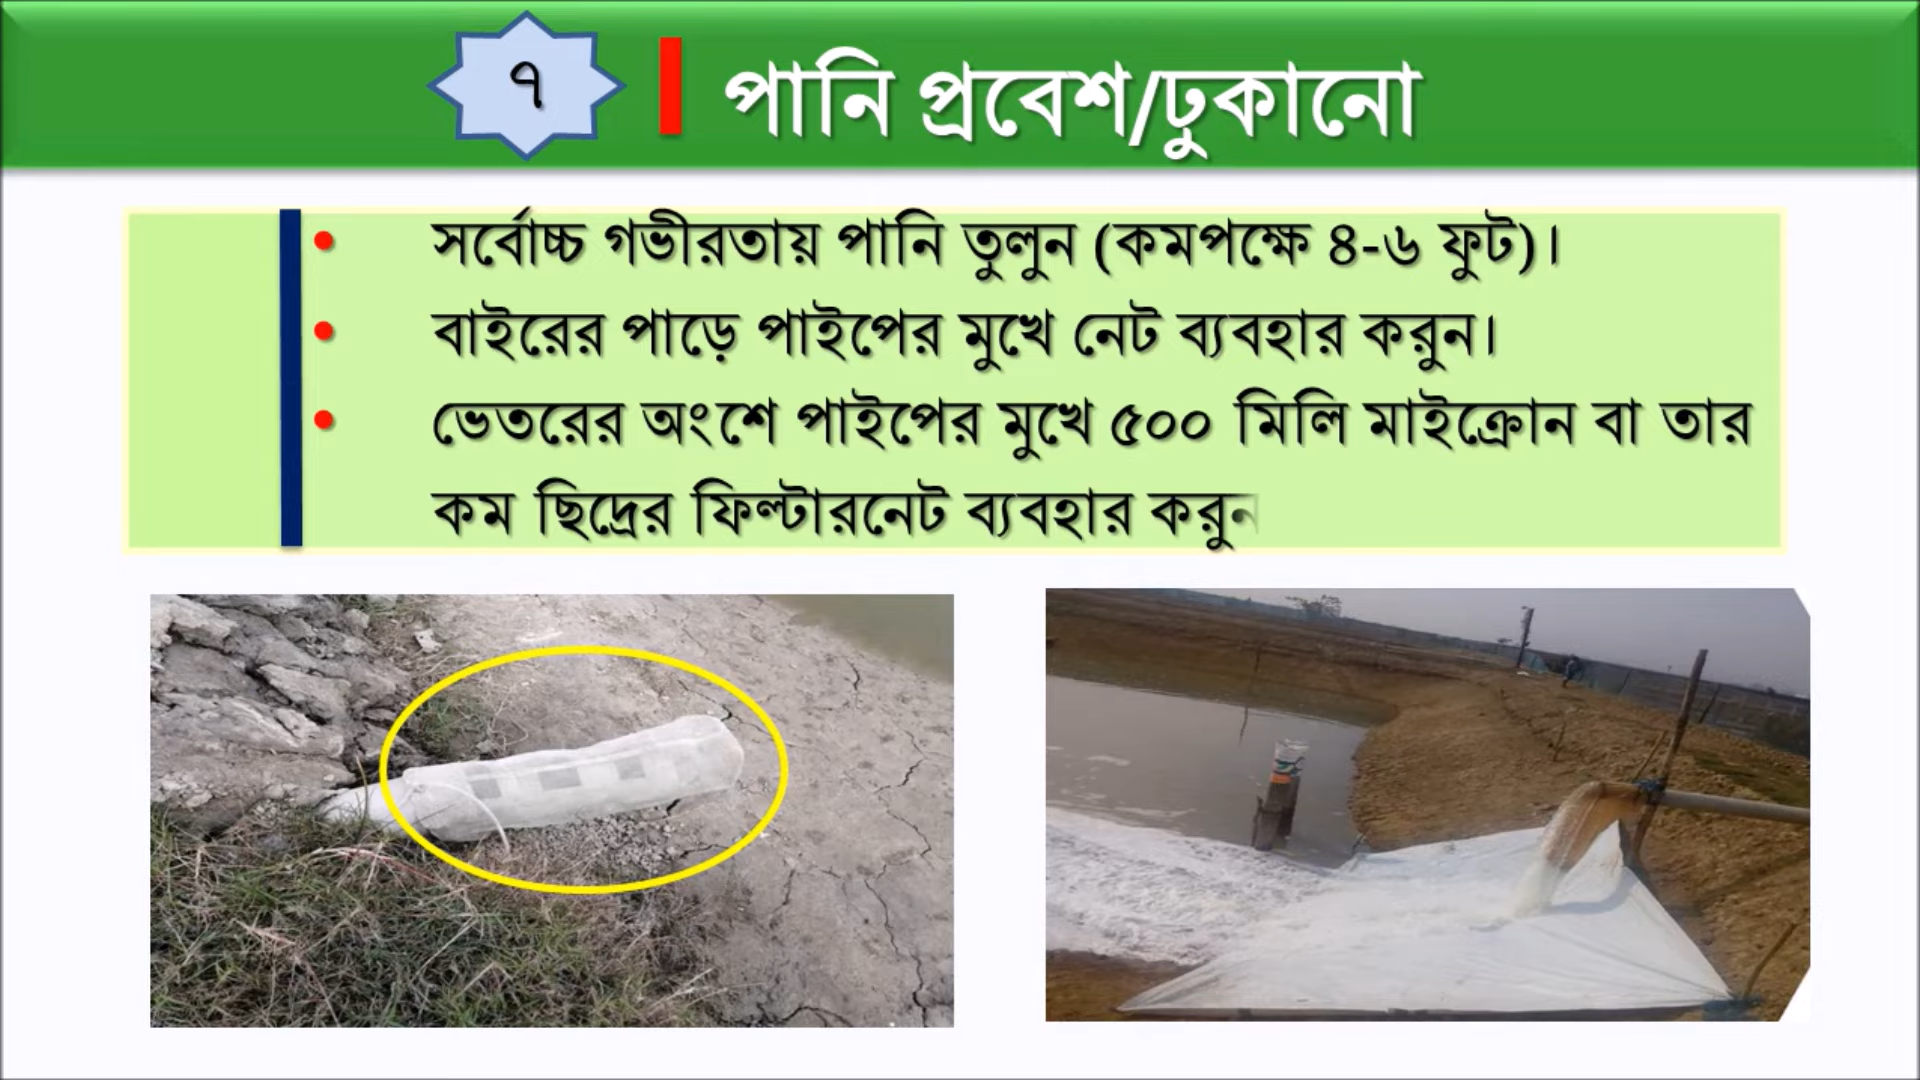 ৭
পানি প্রবেশ/ঢুকানো
• সর্বোচ্চ গভীরতায় পানি তুলুন (কমপক্ষে ৪-৬ ফুট)।
• বাইরের পাড়ে পাইপের মুখে নেট ব্যবহার করুন।
• ভেতরের অংশে পাইপের মুখে ৫০০ মিলি মাইক্রোন বা তার
কম ছিদ্রের ফিল্টারনেট ব্যবহার করুন